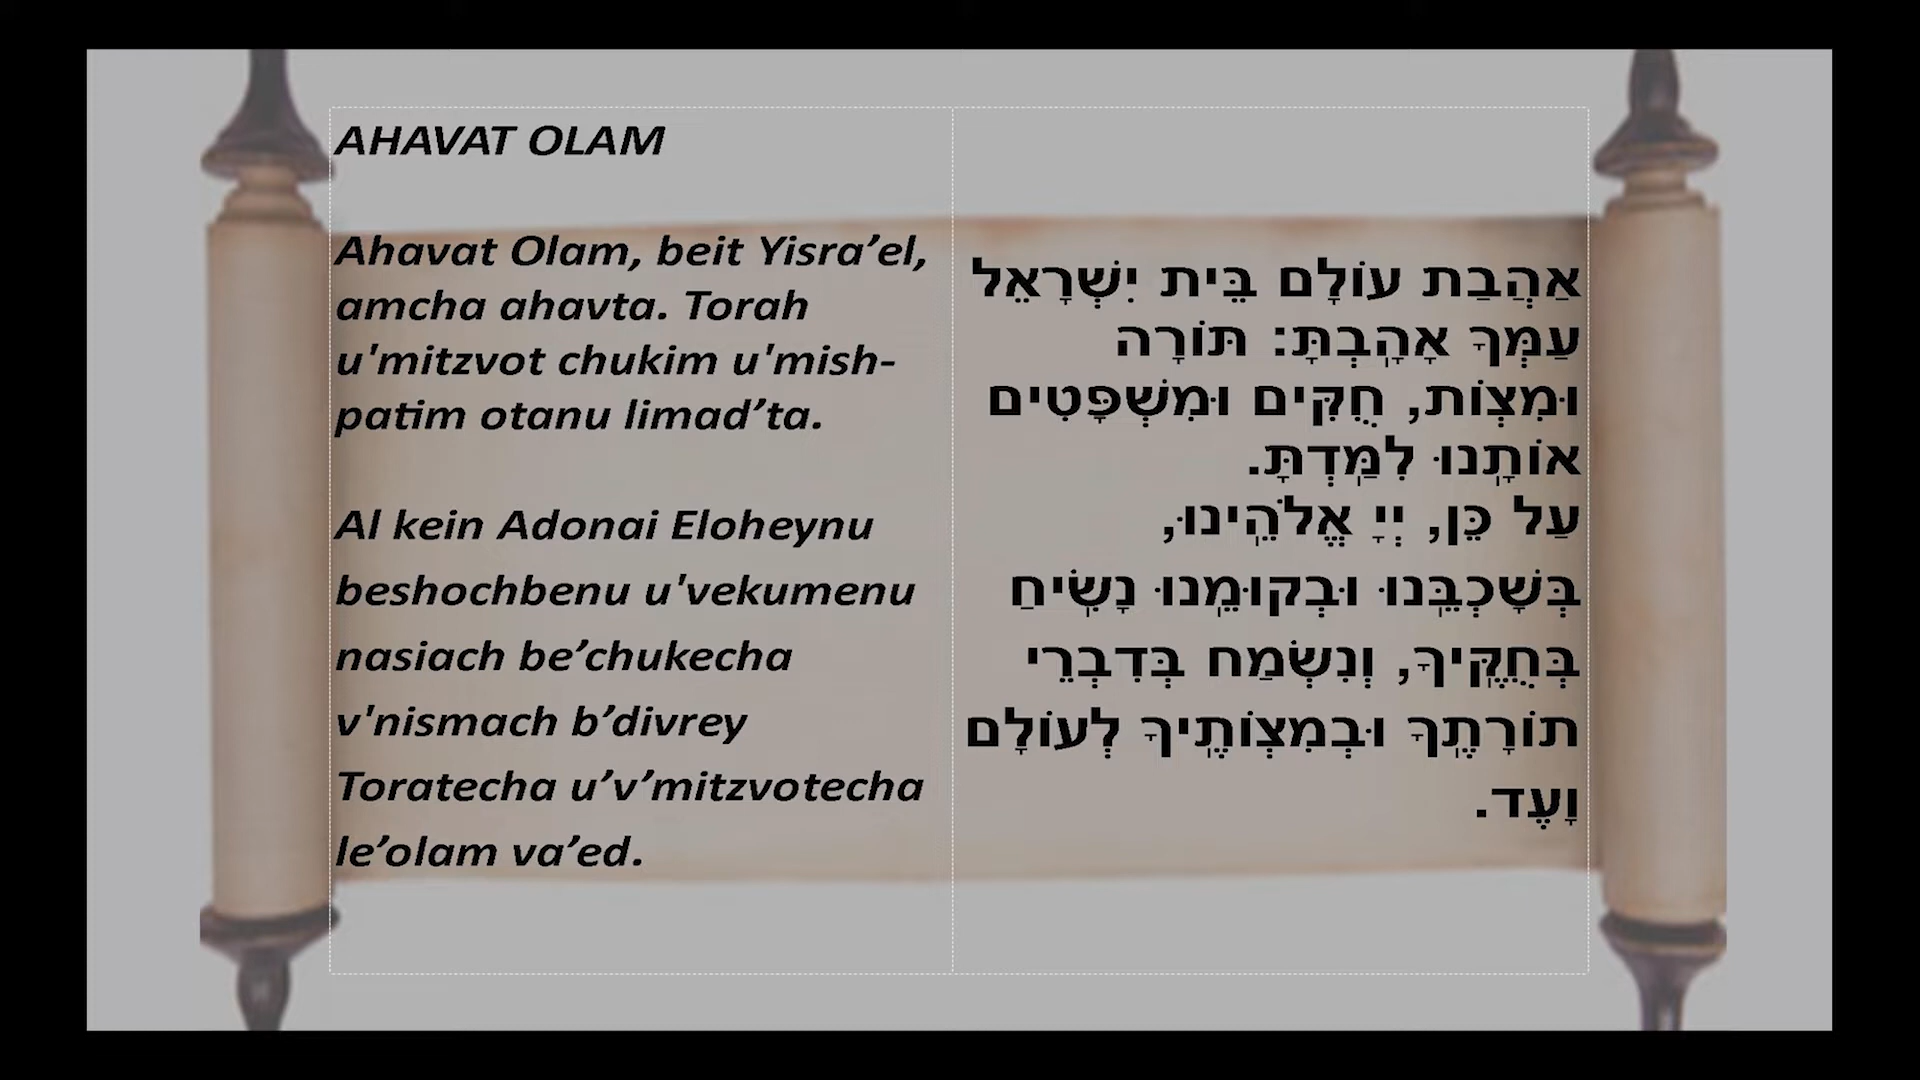 AHAVAT OLAM
Ahavat Olam, beit Yisra’el,
amcha ahavta. Torah
u'mitzvot chukim u'mish-
patim otanu limad’ta.
Al kein Adonai Eloheynu
beshochbenu u'vekumenu
nasiach be’chukecha
v'nismach b’divrey
Toratecha u’v’mitzvotecha
le’olam va’ed.
אַהֲבַת עוֹלָם בֵּית יִשְׂרָאֵל
עַמְּךָ אָהָֽבְתָּ: תּוֹרָה
וּמִצְוֹת, חֻקִּים וּמִשְׁפָּטִים
אוֹתָֽנוּ לִמַּֽדְתָּ.
עַל כֵּן, יְיָ אֱלֹהֵֽינוּ,
בְּשָׁכְבֵּֽנוּ וּבְקוּמֵֽנוּ נָשִֽׂיחַ
בְּחֻקֶּֽיךָ, וְנִשְׂמַח בְּדִבְרֵי
תוֹרָתֶֽךָ וּבְמִצְוֹתֶֽיךָ לְעוֹלָם
וָעֶד.